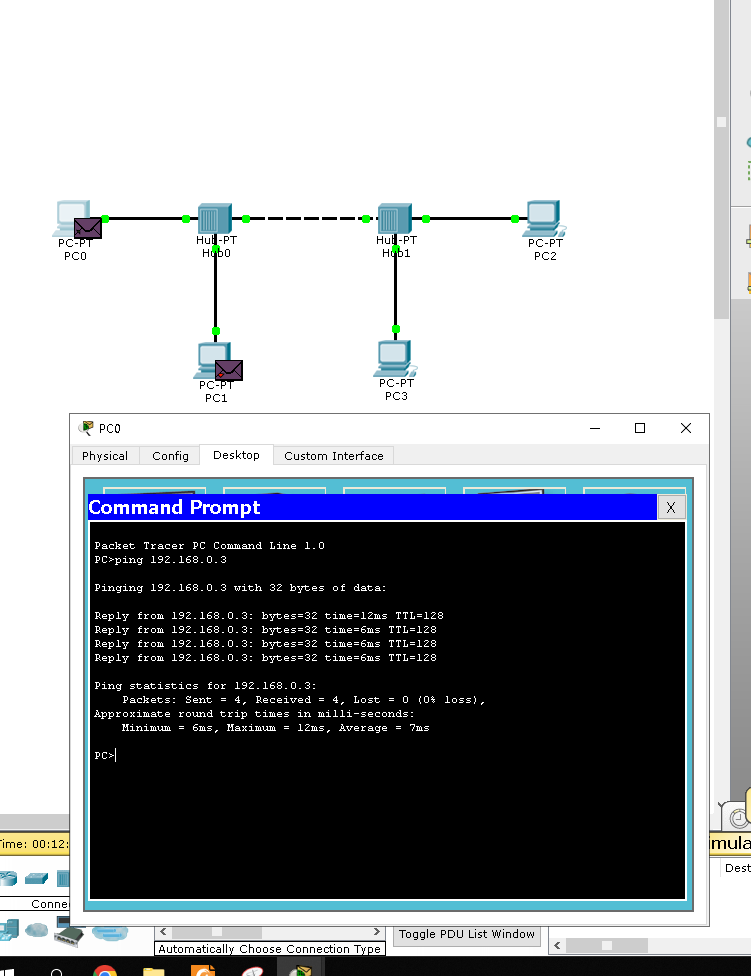 PC-PT
PC0
Hub-PT
Hub0
Hub-PT
Hub1
PC-PT
PC2
PC-PT
PC1
PC-PT
PC3
PC0
Physical Config Desktop Custom Interface
Command Prompt X
Packet Tracer PC Command Line 1.0
PC>ping 192.168.0.3
Pinging 192.168.0.3 with 32 bytes of data:
Reply from 192.168.0.3: bytes=32 time=12ms TTL=128
Reply from 192.168.0.3: bytes=32 time=6ms TTL=128
Reply from 192.168.0.3: bytes=32 time=6ms TTL=128
Reply from 192.168.0.3: bytes=32 time=6ms TTL=128
Ping statistics for 192.168.0.3:
Packets: Sent = 4, Received = 4, Lost = 0 (0% loss),
Approximate round trip times in milli-seconds:
Minimum = 6ms, Maximum = 12ms, Average = 7ms
PC>
Time: 00:12:
imula
Dest
Conne
Toggle PDU List Window
Automatically Choose Connection Type